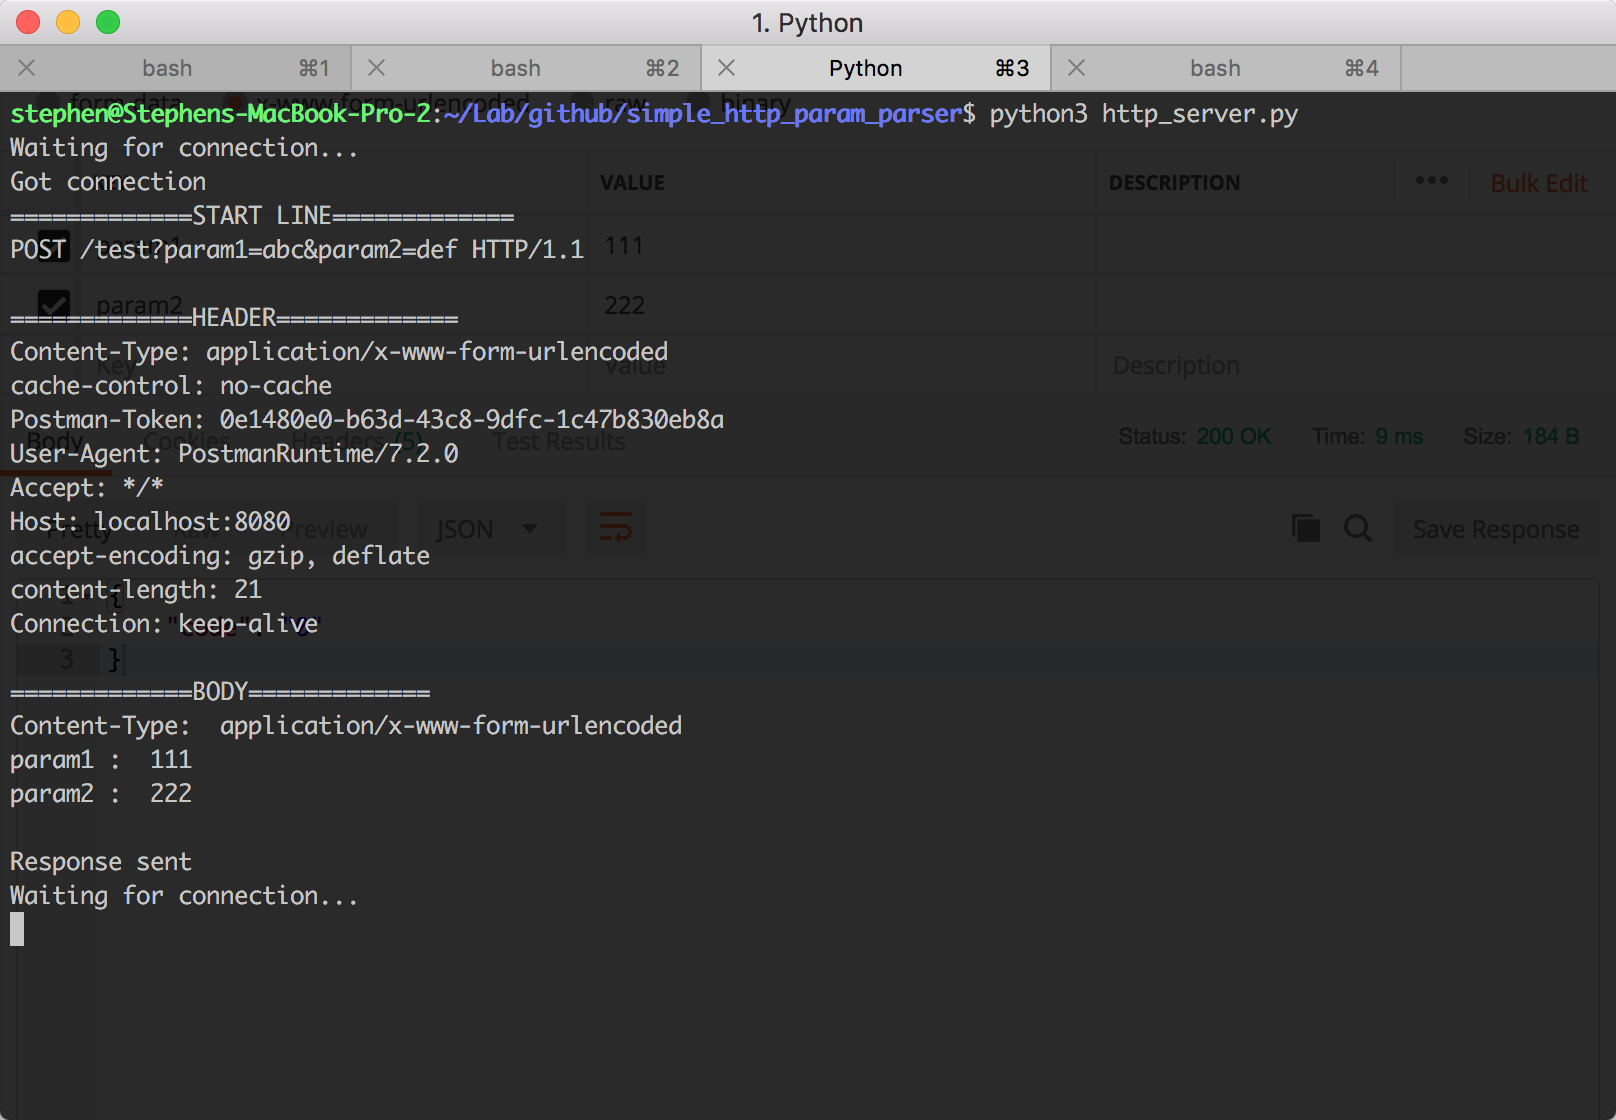 1. Python
bash ⌘1 bash ⌘2 Python ⌘3 bash ⌘4
form-data x-www-form-urlencoded raw binary
stephen@Stephens-MacBook-Pro-2:~/Lab/github/simple_http_param_parser$ python3 http_server.py
Waiting for connection...
Got connection
VALUE DESCRIPTION ••• Bulk Edit
=============START LINE=============
POST /test?param1=abc&param2=def HTTP/1.1
param1 111
param2 222
=============HEADER=============
Content-Type: application/x-www-form-urlencoded
Key Value Description
cache-control: no-cache
Postman-Token: 0e1480e0-b63d-43c8-9dfc-1c47b830eb8a
Body Cookies Headers (5) Test Results Status: 200 OK Time: 9 ms Size: 184 B
User-Agent: PostmanRuntime/7.2.0
Accept: */*
Host: localhost:8080
Pretty Raw Preview JSON Save Response
accept-encoding: gzip, deflate
content-length: 21
1 {
Connection: keep-alive
2
3 }
=============BODY=============
Content-Type:  application/x-www-form-urlencoded
param1 :  111
param2 :  222
Response sent
Waiting for connection...